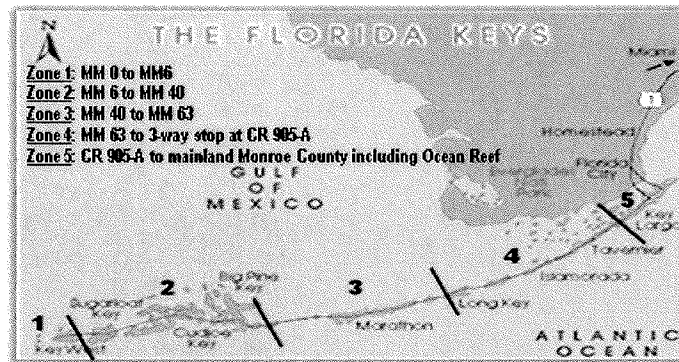 N
THE FLORIDA KEYS
Miami
Zone 1: MM 0 to MM6
Zone 2: MM 6 to MM 40
1
Zone 3: MM 40 to MM 63
Zone 4: MM 63 to 3-way stop at CR 905-A
Homestead
Zone 5: CR 905-A to mainland Monroe County including Ocean Reef
Florida
City
GULF
OF
MEXICO
Everglades
Park
5
Key
Largo
4
Tavernier
Big Pine
Key
2
3
Islamorada
Sugarloaf
Key
Long Key
1
Cudjoe Key
Marathon
Key West
ATLANTIC
OCEAN